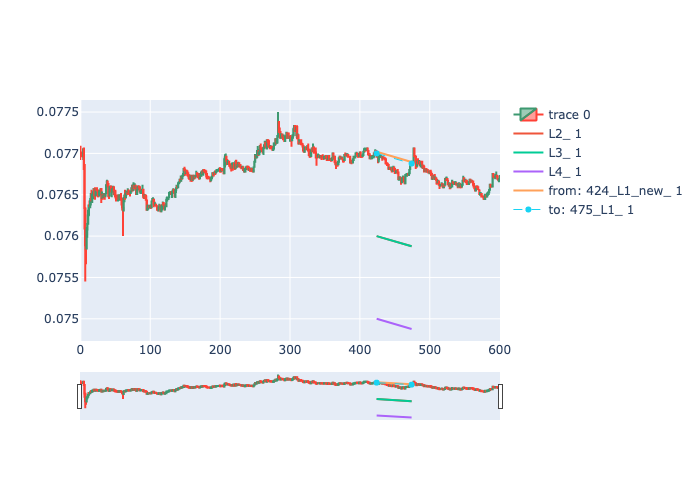 0.0775
0.077
0.0765
0.076
0.0755
0.075
0 100 200 300 400 500 600
trace 0
L2_ 1
L3_ 1
L4_ 1
from: 424_L1_new_ 1
to: 475_L1_ 1